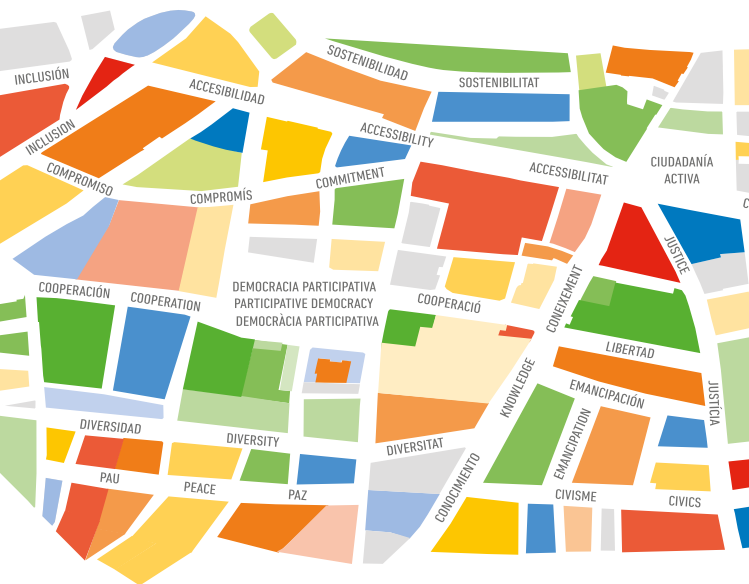 SOSTENIBILIDAD
SOSTENIBILITAT
INCLUSIÓN
ACCESIBILIDAD
INCLUSION
ACCESSIBILITY
ACCESSIBILITAT
CIUDADANÍA
ACTIVA
COMPROMISO
COMPROMÍS
COMMITMENT
C
JUSTICE
DEMOCRACIA PARTICIPATIVA
PARTICIPATIVE DEMOCRACY
DEMOCRÀCIA PARTICIPATIVA
COOPERACIÓN
COOPERATION
COOPERACIÓ
CONEIXEMENT
LIBERTAD
KNOWLEDGE
EMANCIPACIÓN
JUSTÍCIA
DIVERSIDAD
DIVERSITY
DIVERSITAT
EMANCIPATION
PAU
PEACE
PAZ
CONOCIMIENTO
CIVISME
CIVICS